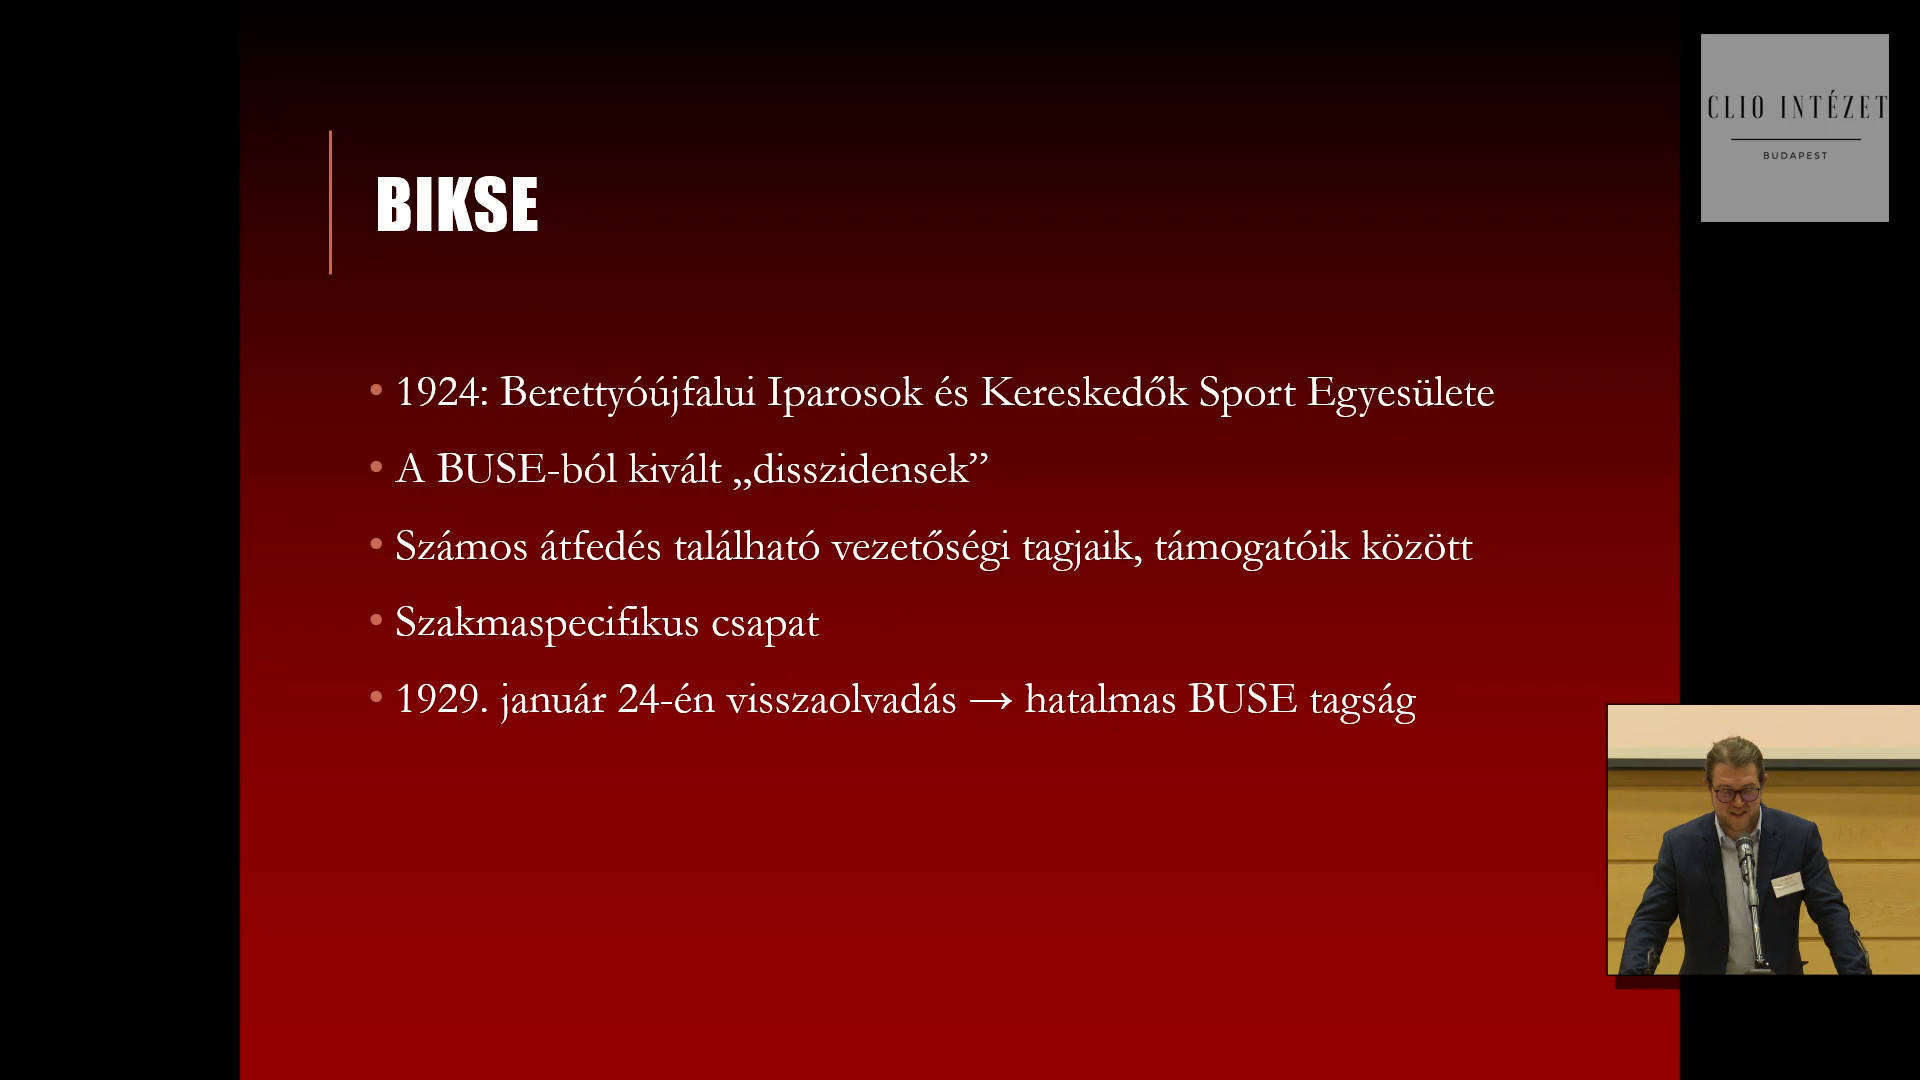 CLIO INTÉZET
BUDAPEST
BIKSE
• 1924: Berettyóújfalui Iparosok és Kereskedők Sport Egyesülete
• A BUSE-ból kivált „disszidensek”
• Számos átfedés található vezetőségi tagjaik, támogatóik között
• Szakmaspecifikus csapat
• 1929. január 24-én visszaolvadás → hatalmas BUSE tagság